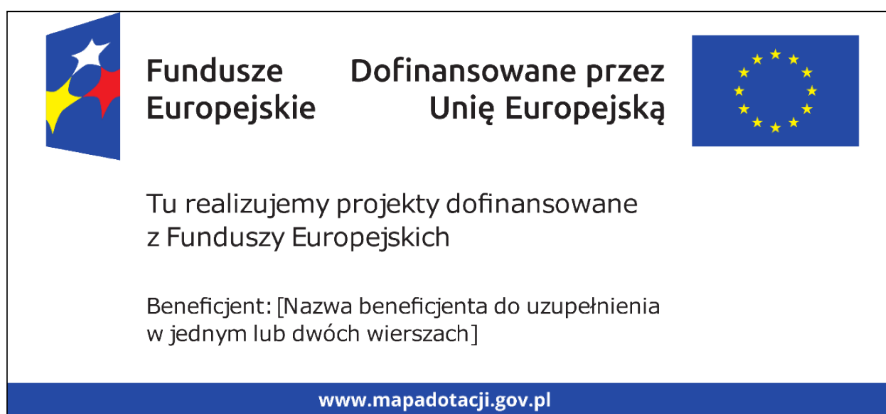 Fundusze
Europejskie
Dofinansowane przez
Unię Europejską
Tu realizujemy projekty dofinansowane
z Funduszy Europejskich
Beneficjent: [Nazwa beneficjenta do uzupełnienia
w jednym lub dwóch wierszach]
www.mapadotacji.gov.pl